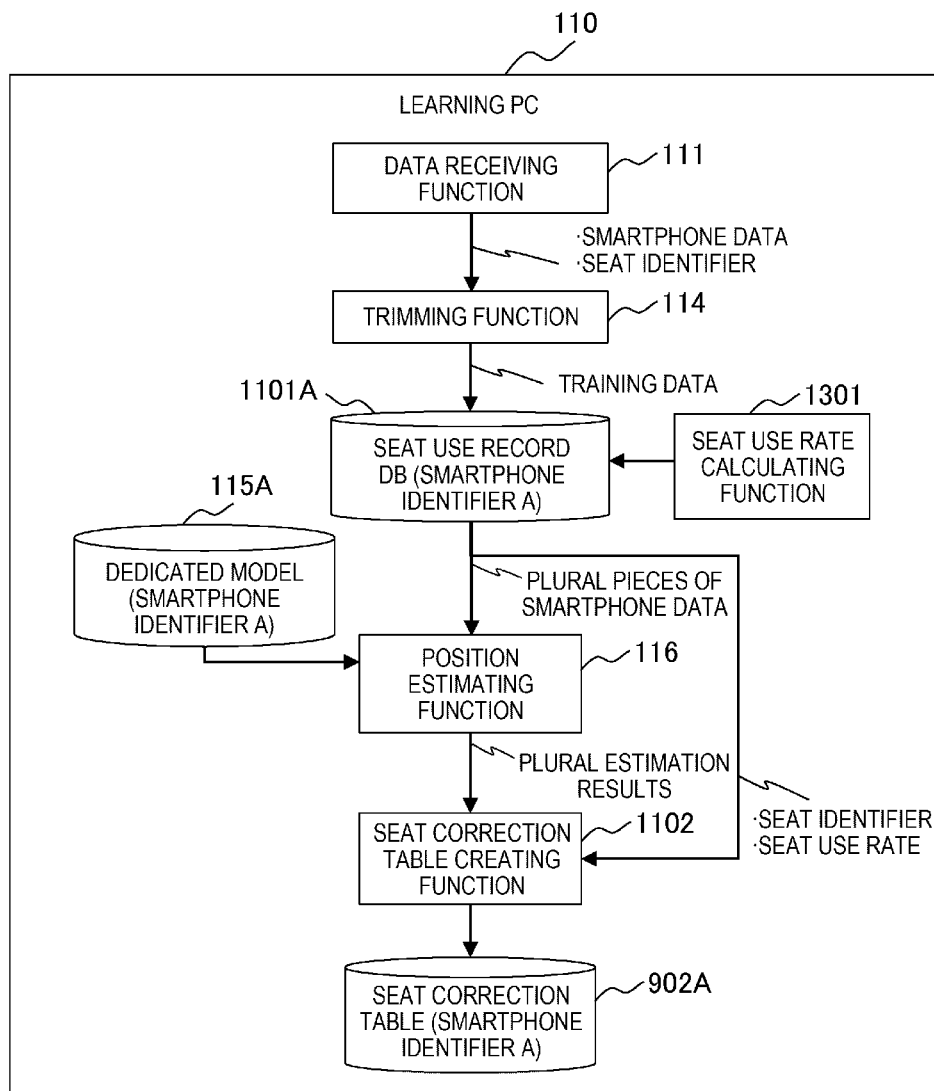 110
LEARNING PC
DATA RECEIVING
FUNCTION
111
·SMARTPHONE DATA
·SEAT IDENTIFIER
TRIMMING FUNCTION
114
TRAINING DATA
1101A
1301
SEAT USE RECORD
DB (SMARTPHONE
IDENTIFIER A)
SEAT USE RATE
CALCULATING
FUNCTION
115A
DEDICATED MODEL
(SMARTPHONE
IDENTIFIER A)
PLURAL PIECES OF
SMARTPHONE DATA
POSITION
ESTIMATING
FUNCTION
116
PLURAL ESTIMATION
RESULTS
SEAT CORRECTION
TABLE CREATING
FUNCTION
1102
·SEAT IDENTIFIER
·SEAT USE RATE
SEAT CORRECTION
TABLE (SMARTPHONE
IDENTIFIER A)
902A